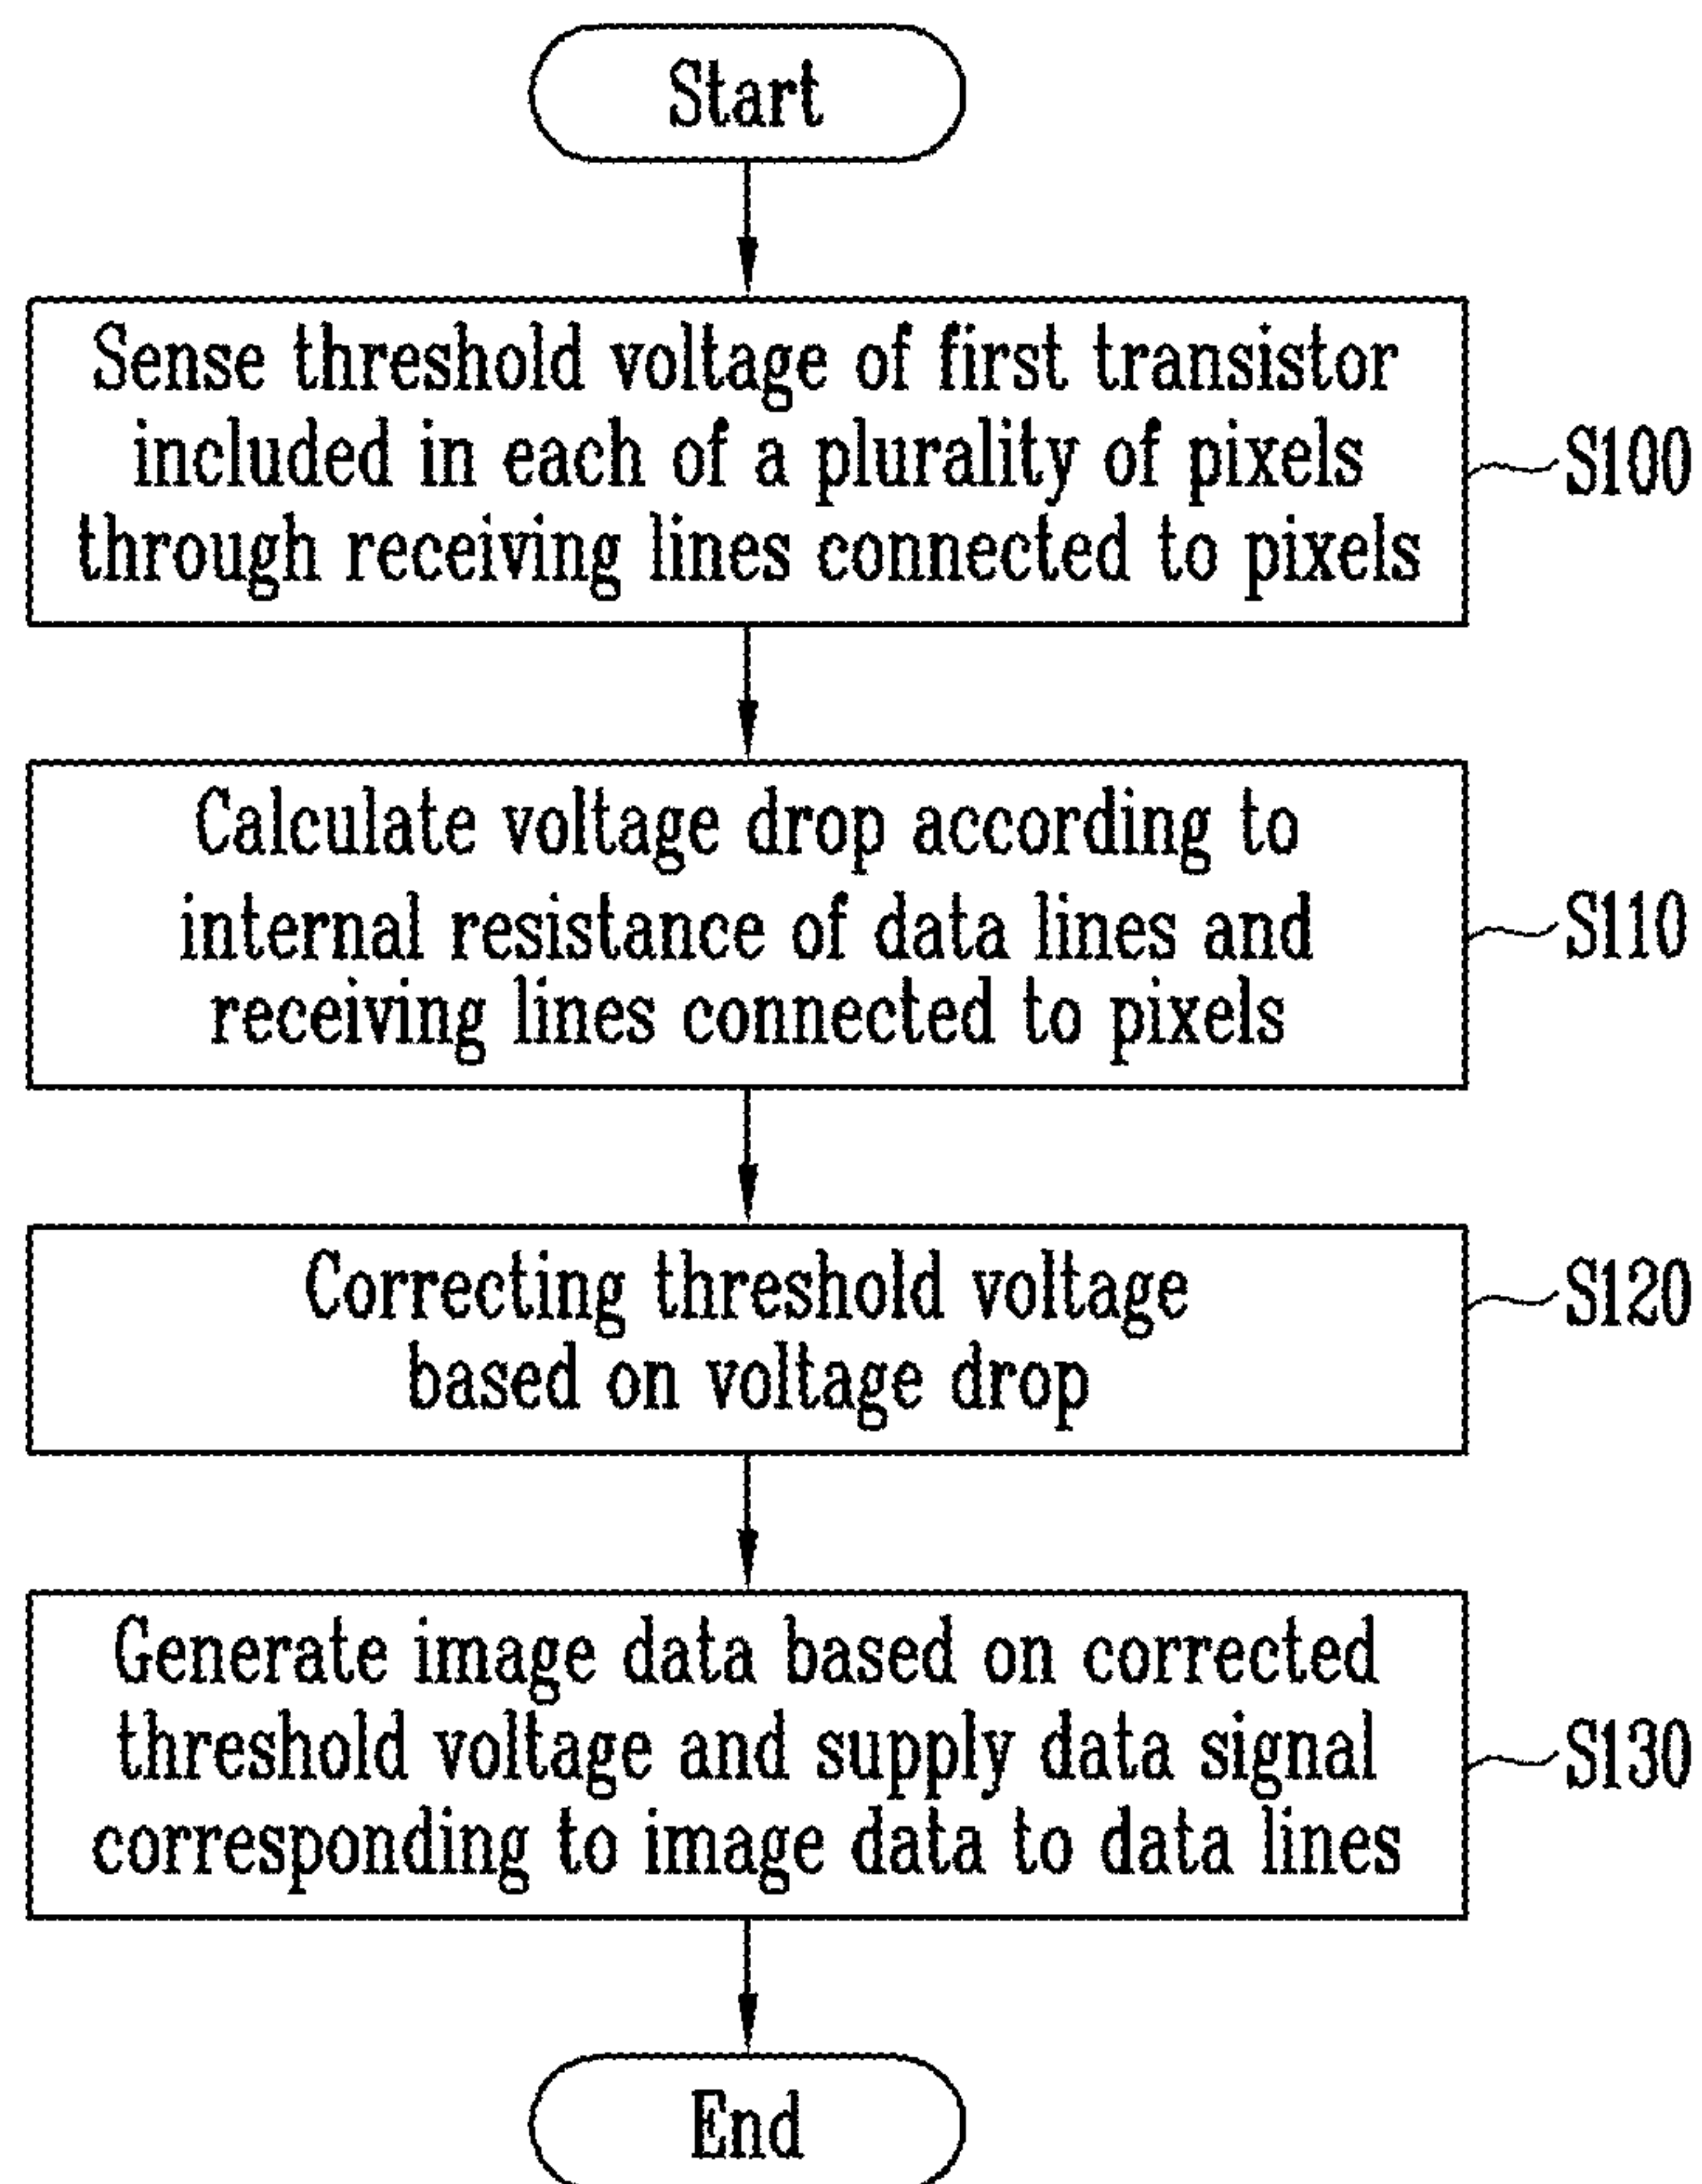 Start
Sense threshold voltage of first transistor
included in each of a plurality of pixels
through receiving lines connected to pixels
S100
Calculate voltage drop according to
internal resistance of data lines and
receiving lines connected to pixels
S110
Correcting threshold voltage
based on voltage drop
S120
Generate image data based on corrected
threshold voltage and supply data signal
corresponding to image data to data lines
S130
End